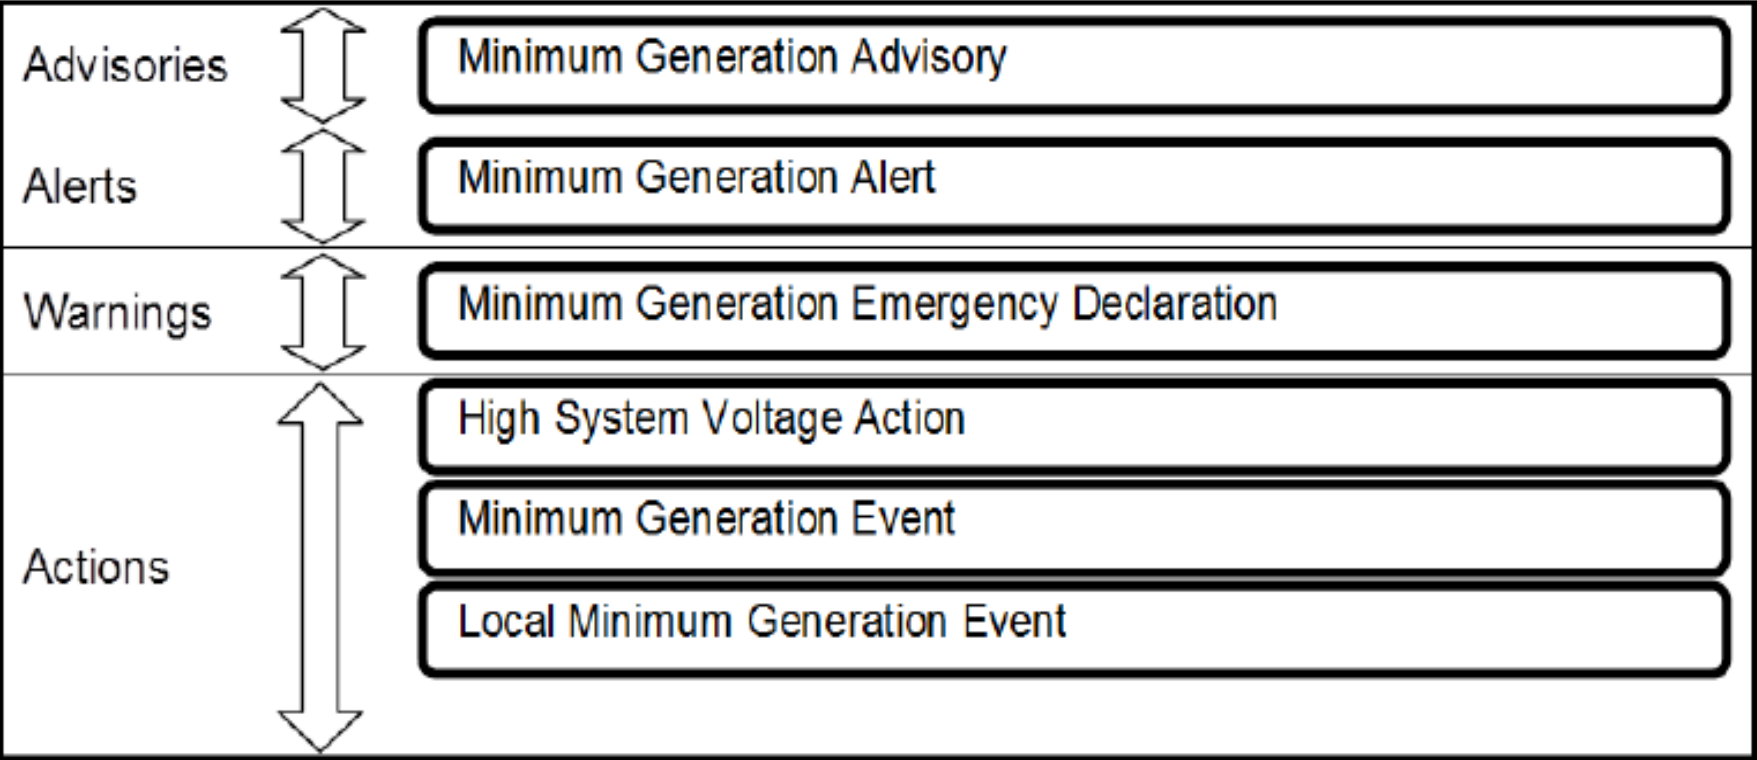 Advisories
Minimum Generation Advisory
Alerts
Minimum Generation Alert
Warnings
Minimum Generation Emergency Declaration
Actions
High System Voltage Action
Minimum Generation Event
Local Minimum Generation Event